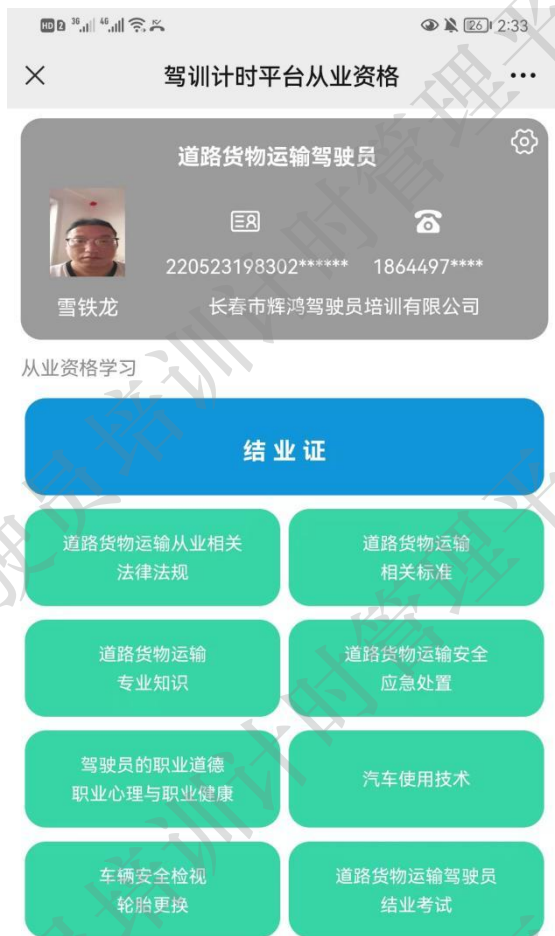 HD 2 3G 4G 26 2:33
驾训计时平台从业资格
道路货物运输驾驶员
220523198302****** 1864497****
雪铁龙 长春市辉鸿驾驶员培训有限公司
从业资格学习
结业证
道路货物运输从业相关
法律法规
道路货物运输
相关标准
道路货物运输
专业知识
道路货物运输安全
应急处置
驾驶员的职业道德
职业心理与职业健康
汽车使用技术
车辆安全检视
轮胎更换
道路货物运输驾驶员
结业考试